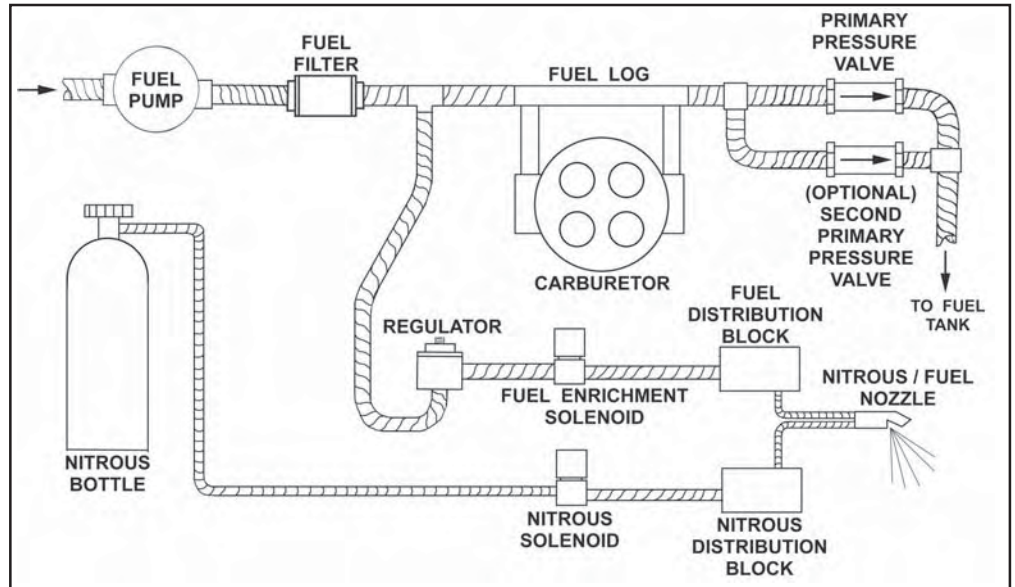 FUEL
PUMP
FUEL
FILTER
FUEL LOG
PRIMARY
PRESSURE
VALVE
(OPTIONAL)
SECOND
PRIMARY
PRESSURE
VALVE
TO FUEL
TANK
CARBURETOR
REGULATOR
FUEL ENRICHMENT
SOLENOID
FUEL
DISTRIBUTION
BLOCK
NITROUS / FUEL
NOZZLE
NITROUS
BOTTLE
NITROUS
SOLENOID
NITROUS
DISTRIBUTION
BLOCK